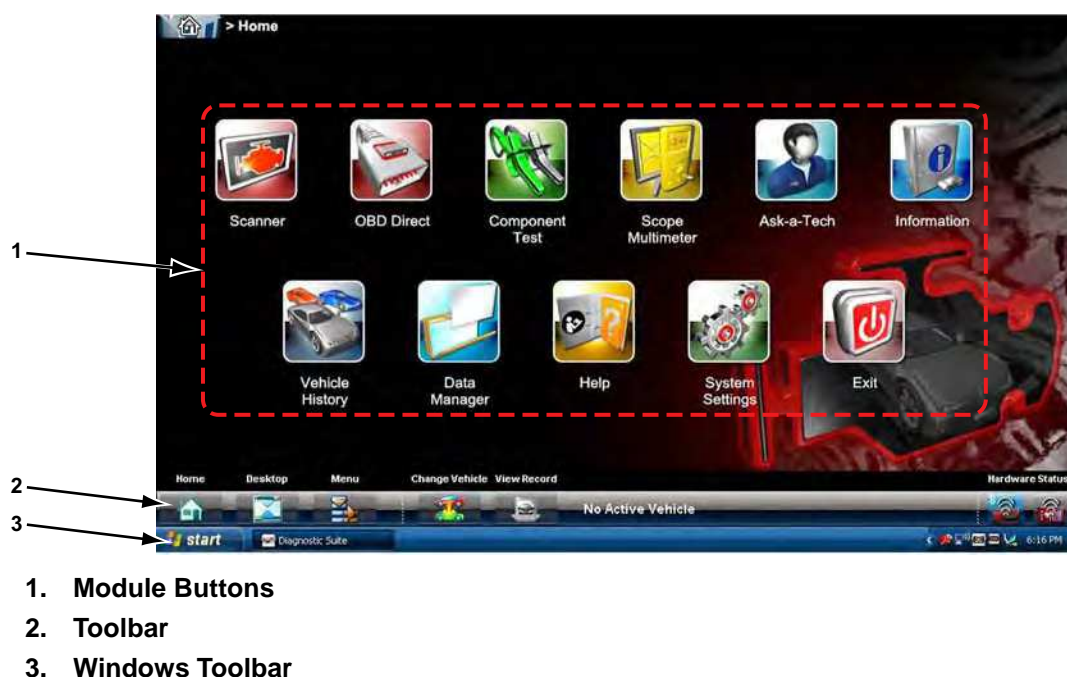 > Home
Scanner
OBD Direct
Component
Test
Scope
Multimeter
Ask-a-Tech
Information
1
Vehicle
History
Data
Manager
Help
System
Settings
Exit
Home
Desktop
Menu
Change Vehicle
View Record
Hardware Status
2
No Active Vehicle
3
start
Diagnostic Suite
6:16 PM
1. Module Buttons
2. Toolbar
3. Windows Toolbar